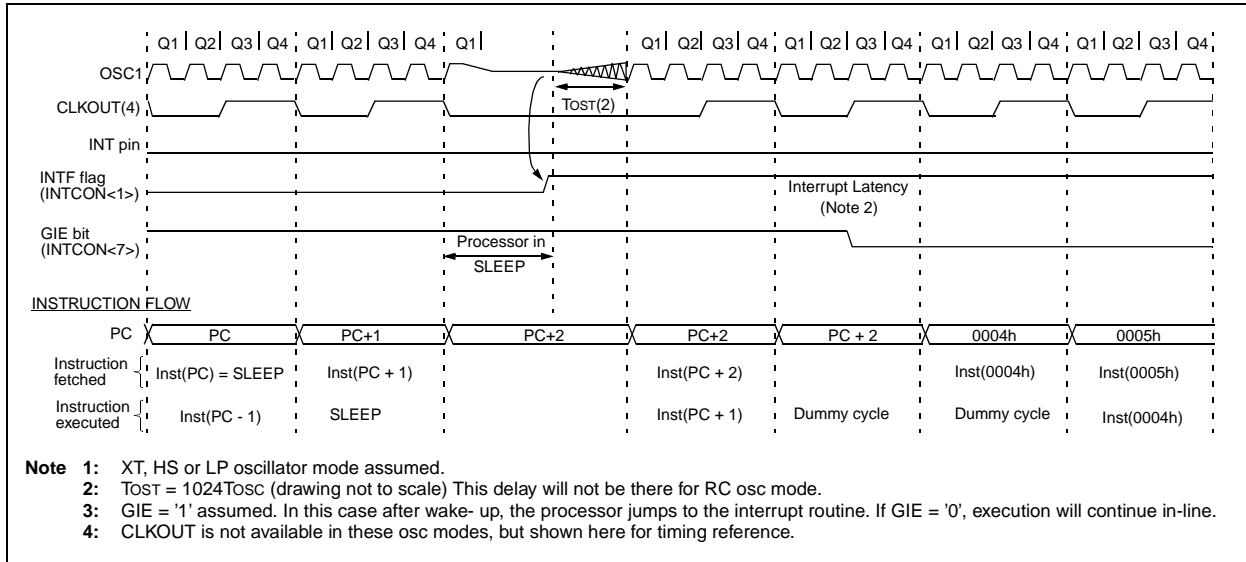 Q1 Q2 Q3 Q4 Q1 Q2 Q3 Q4 Q1 Q1 Q2 Q3 Q4 Q1 Q2 Q3 Q4 Q1 Q2 Q3 Q4 Q1 Q2 Q3 Q4
OSC1
TOST(2)
CLKOUT(4)
INT pin
INTF flag
(INTCON<1>)
Interrupt Latency
(Note 2)
GIE bit
(INTCON<7>)
Processor in
SLEEP
INSTRUCTION FLOW
PC PC PC+1 PC+2 PC+2 PC + 2 0004h 0005h
Instruction
fetched
Inst(PC) = SLEEP Inst(PC + 1) Inst(PC + 2) Inst(0004h) Inst(0005h)
Instruction
executed
Inst(PC - 1) SLEEP Inst(PC + 1) Dummy cycle Dummy cycle Inst(0004h)
Note 1: XT, HS or LP oscillator mode assumed.
2: TOST = 1024TOSC (drawing not to scale) This delay will not be there for RC osc mode.
3: GIE = '1' assumed. In this case after wake- up, the processor jumps to the interrupt routine. If GIE = '0', execution will continue in-line.
4: CLKOUT is not available in these osc modes, but shown here for timing reference.